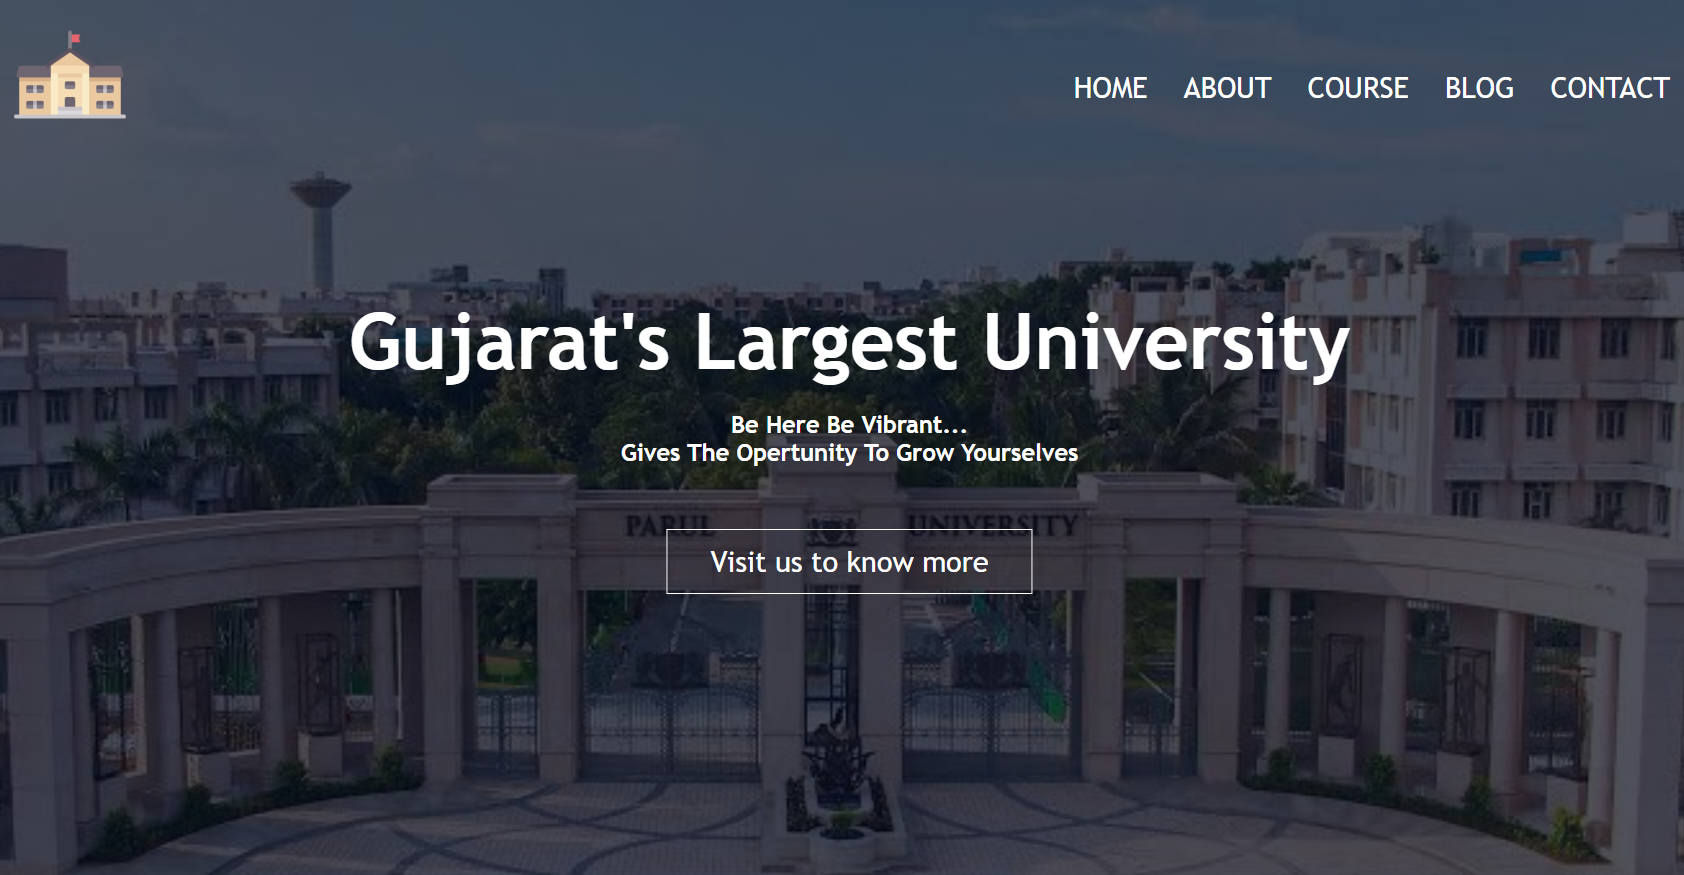 HOME ABOUT COURSE BLOG CONTACT
Gujarat's Largest University
Be Here Be Vibrant...
Gives The Opertunity To Grow Yourselves
PARUL UNIVERSITY
Visit us to know more